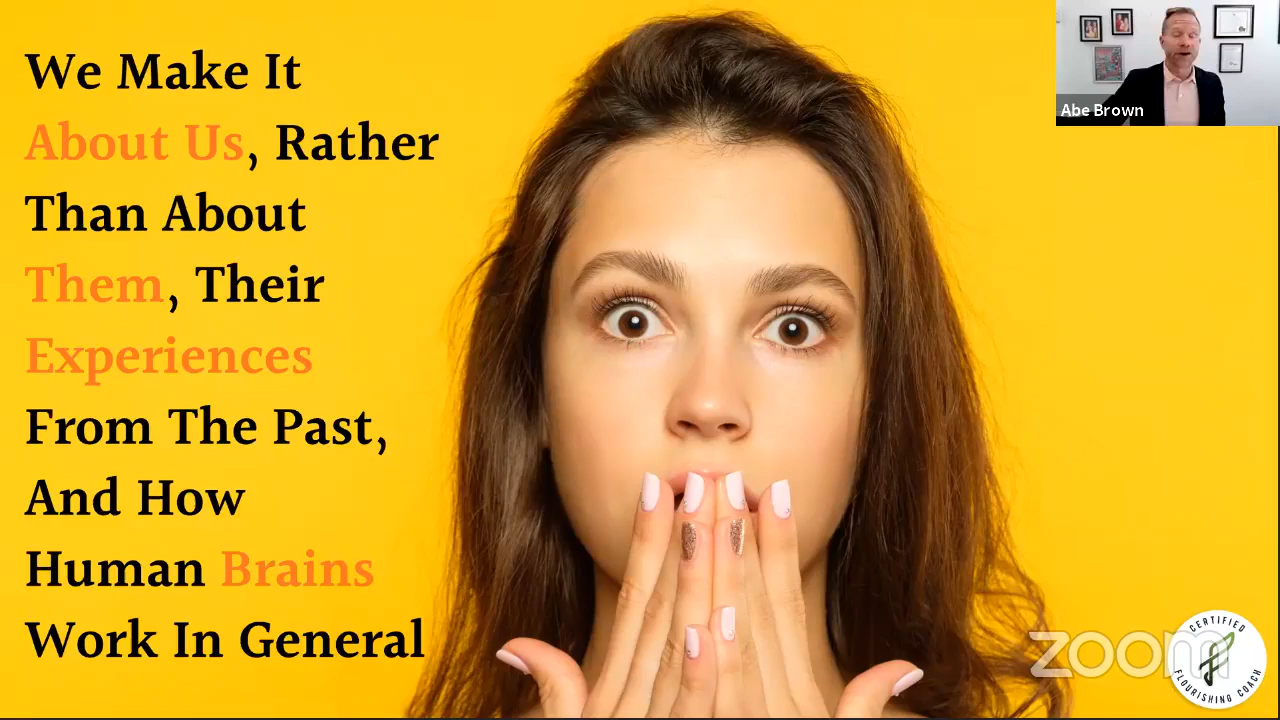 We Make It
About Us, Rather
Than About
Them, Their
Experiences
From The Past,
And How
Human Brains
Work In General
Abe Brown
zoom
CERTIFIED
FLOURISHING COACH